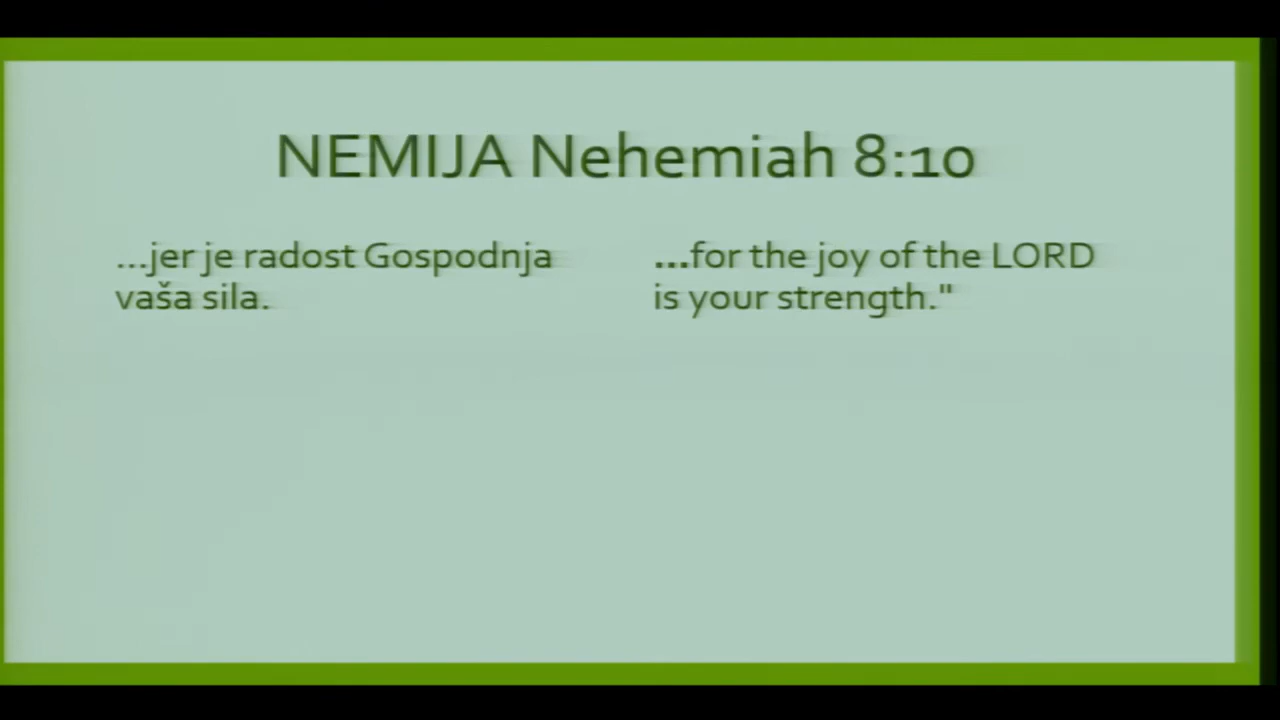 NEMIJA Nehemiah 8:10
...jer je radost Gospodnja
vaša sila.
...for the joy of the LORD
is your strength."